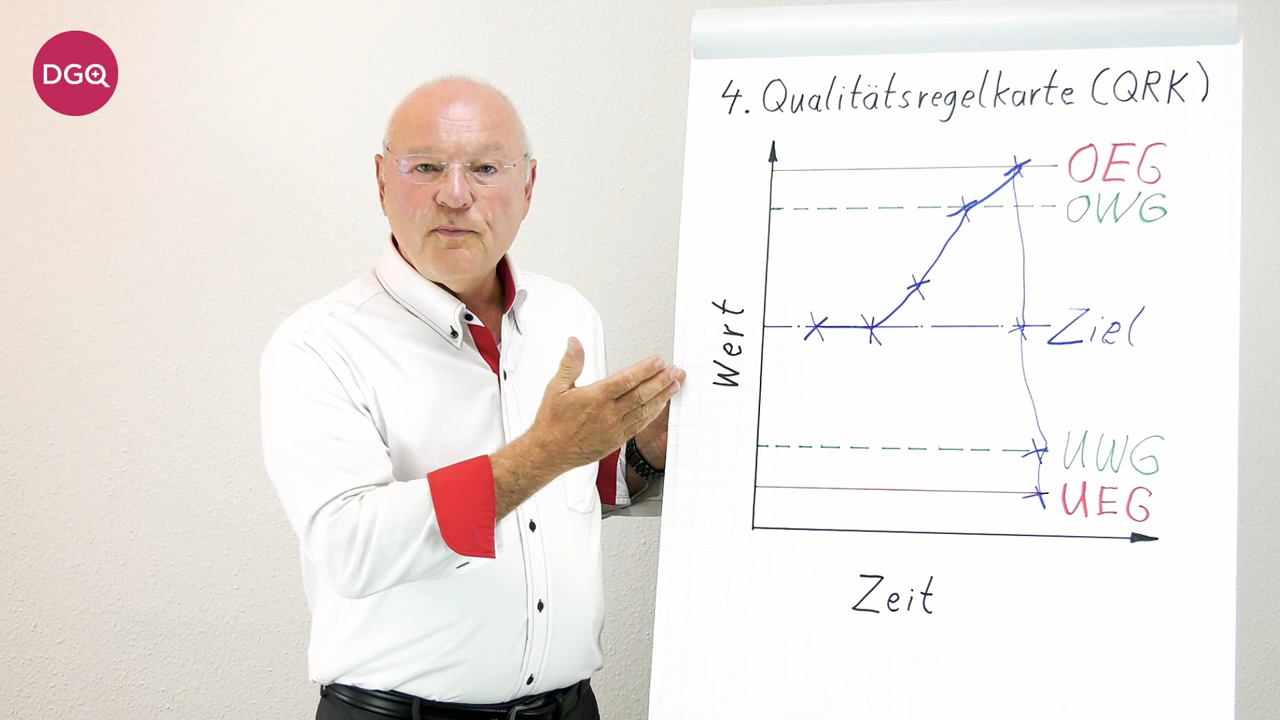 DGQ
4. Qualitätsregelkarte (QRK)
OEG
OWG
Wert
Ziel
UWG
UEG
Zeit